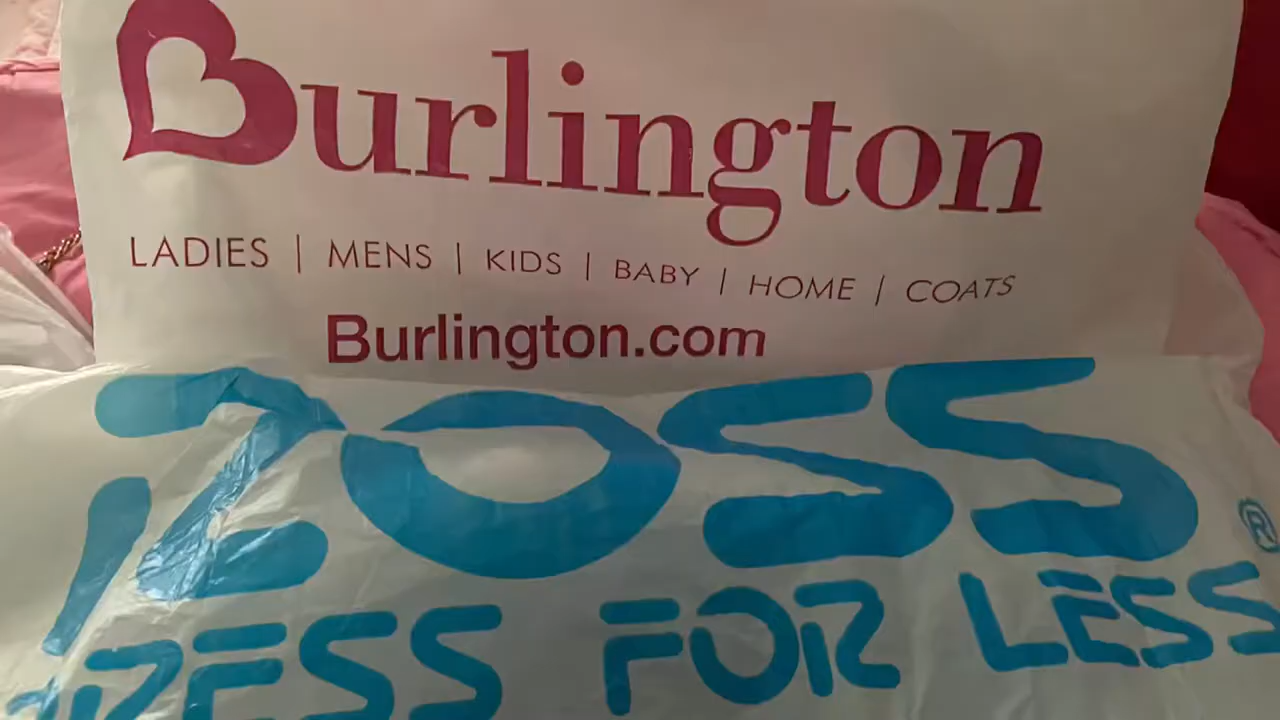 Burlington
LADIES | MENS | KIDS | BABY | HOME | COATS
Burlington.com
ROSS®
DRESS FOR LESS